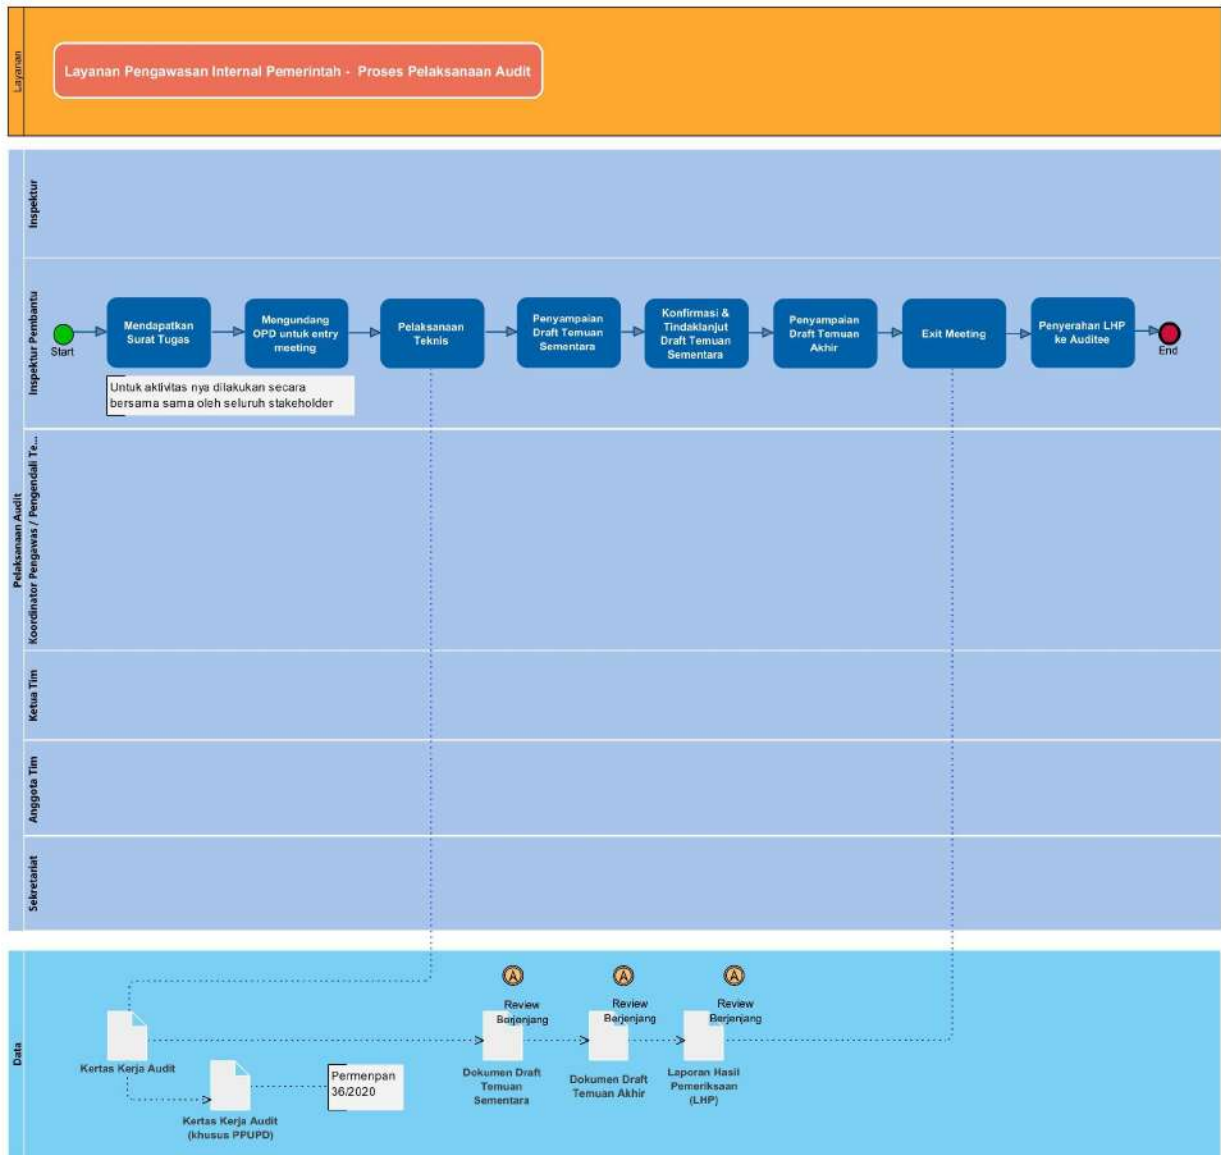 Layanan
Layanan Pengawasan Internal Pemerintah - Proses Pelaksanaan Audit
Pelaksanaan Audit
Inspektur
Inspektur Pembantu
Start
Mendapatkan
Surat Tugas
Mengundang
OPD untuk entry
meeting
Pelaksanaan
Teknis
Penyampaian
Draft Temuan
Sementara
Konfirmasi &
Tindaklanjut
Draft Temuan
Sementara
Penyampaian
Draft Temuan
Akhir
Exit Meeting
Penyerahan LHP
ke Auditee
End
Untuk aktivitas nya dilakukan secara
bersama sama oleh seluruh stakeholder
Koordinator Pengawas / Pengendali Te...
Ketua Tim
Anggota Tim
Sekretariat
Data
A
Review
Berjenjang
A
Review
Berjenjang
A
Review
Berjenjang
Kertas Kerja Audit
Kertas Kerja Audit
(khusus PPUPD)
Permenpan
36/2020
Dokumen Draft
Temuan
Sementara
Dokumen Draft
Temuan Akhir
Laporan Hasil
Pemeriksaan
(LHP)